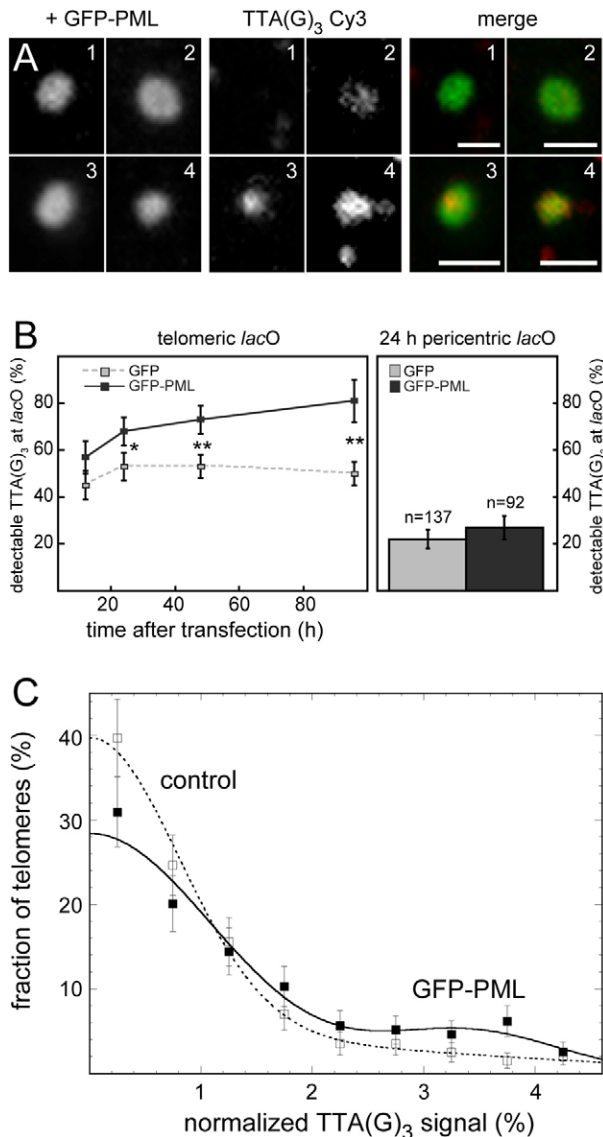 + GFP-PML TTA(G)3 Cy3 merge
A
1 2 1 2 1 2
3 4 3 4 3 4
B
telomeric lacO 24 h pericentric lacO
GFP
GFP-PML
GFP
GFP-PML
detectable TTA(G)3 at lacO (%)
80
60
40
20
* ** **
20 40 60 80
time after transfection (h)
n=137 n=92
80
60
40
20
detectable TTA(G)3 at lacO (%)
C
fraction of telomeres (%)
40
30
20
10
control
GFP-PML
1 2 3 4
normalized TTA(G)3 signal (%)